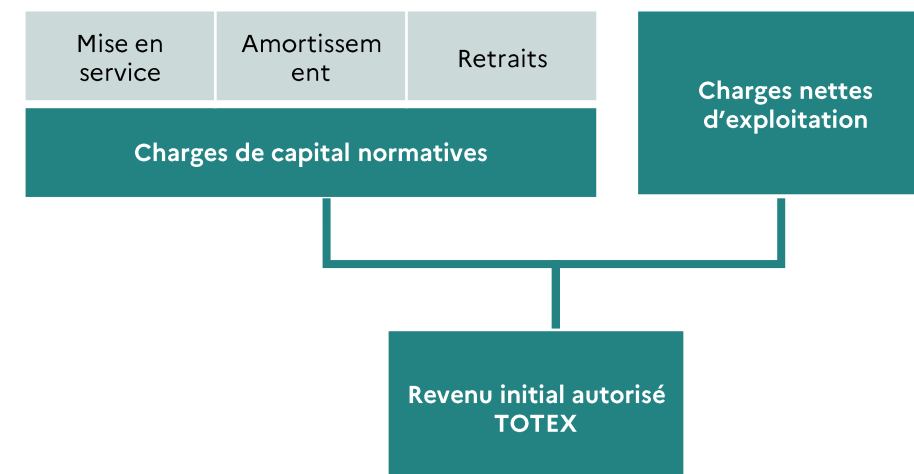 Mise en
service
Amortissem
ent
Retraits
Charges de capital normatives
Charges nettes
d’exploitation
Revenu initial autorisé
TOTEX